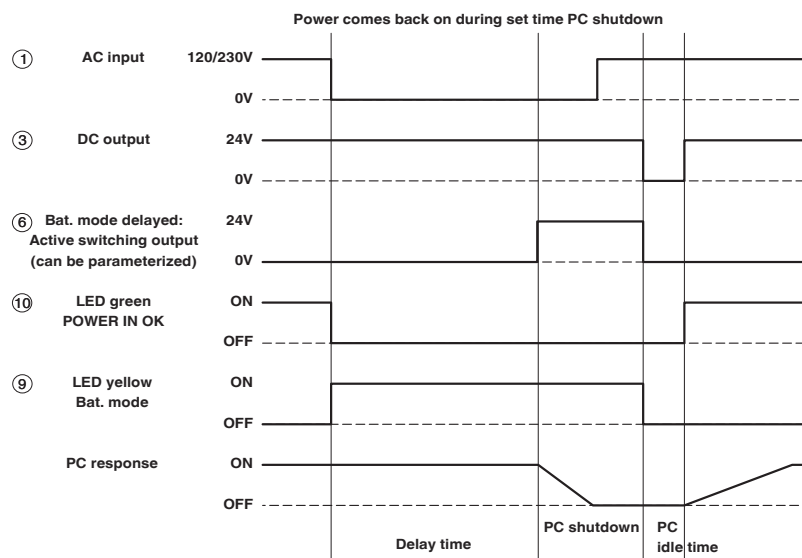 Power comes back on during set time PC shutdown
1 AC input 120/230V
0V
3 DC output 24V
0V
6 Bat. mode delayed: 24V
Active switching output
(can be parameterized) 0V
10 LED green ON
POWER IN OK
OFF
9 LED yellow ON
Bat. mode
OFF
PC response ON
OFF
PC shutdown PC
Delay time idle time